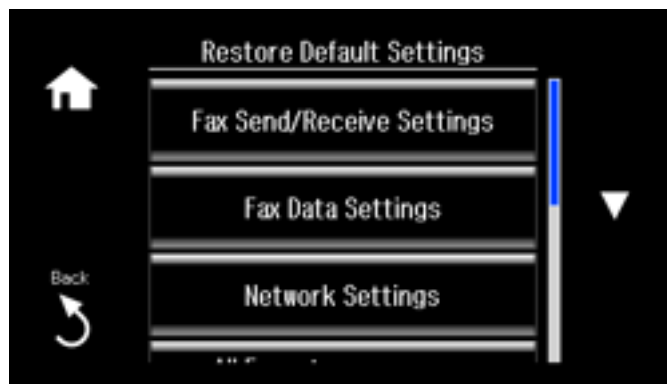 Restore Default Settings
Fax Send/Receive Settings
Fax Data Settings
Back
Network Settings